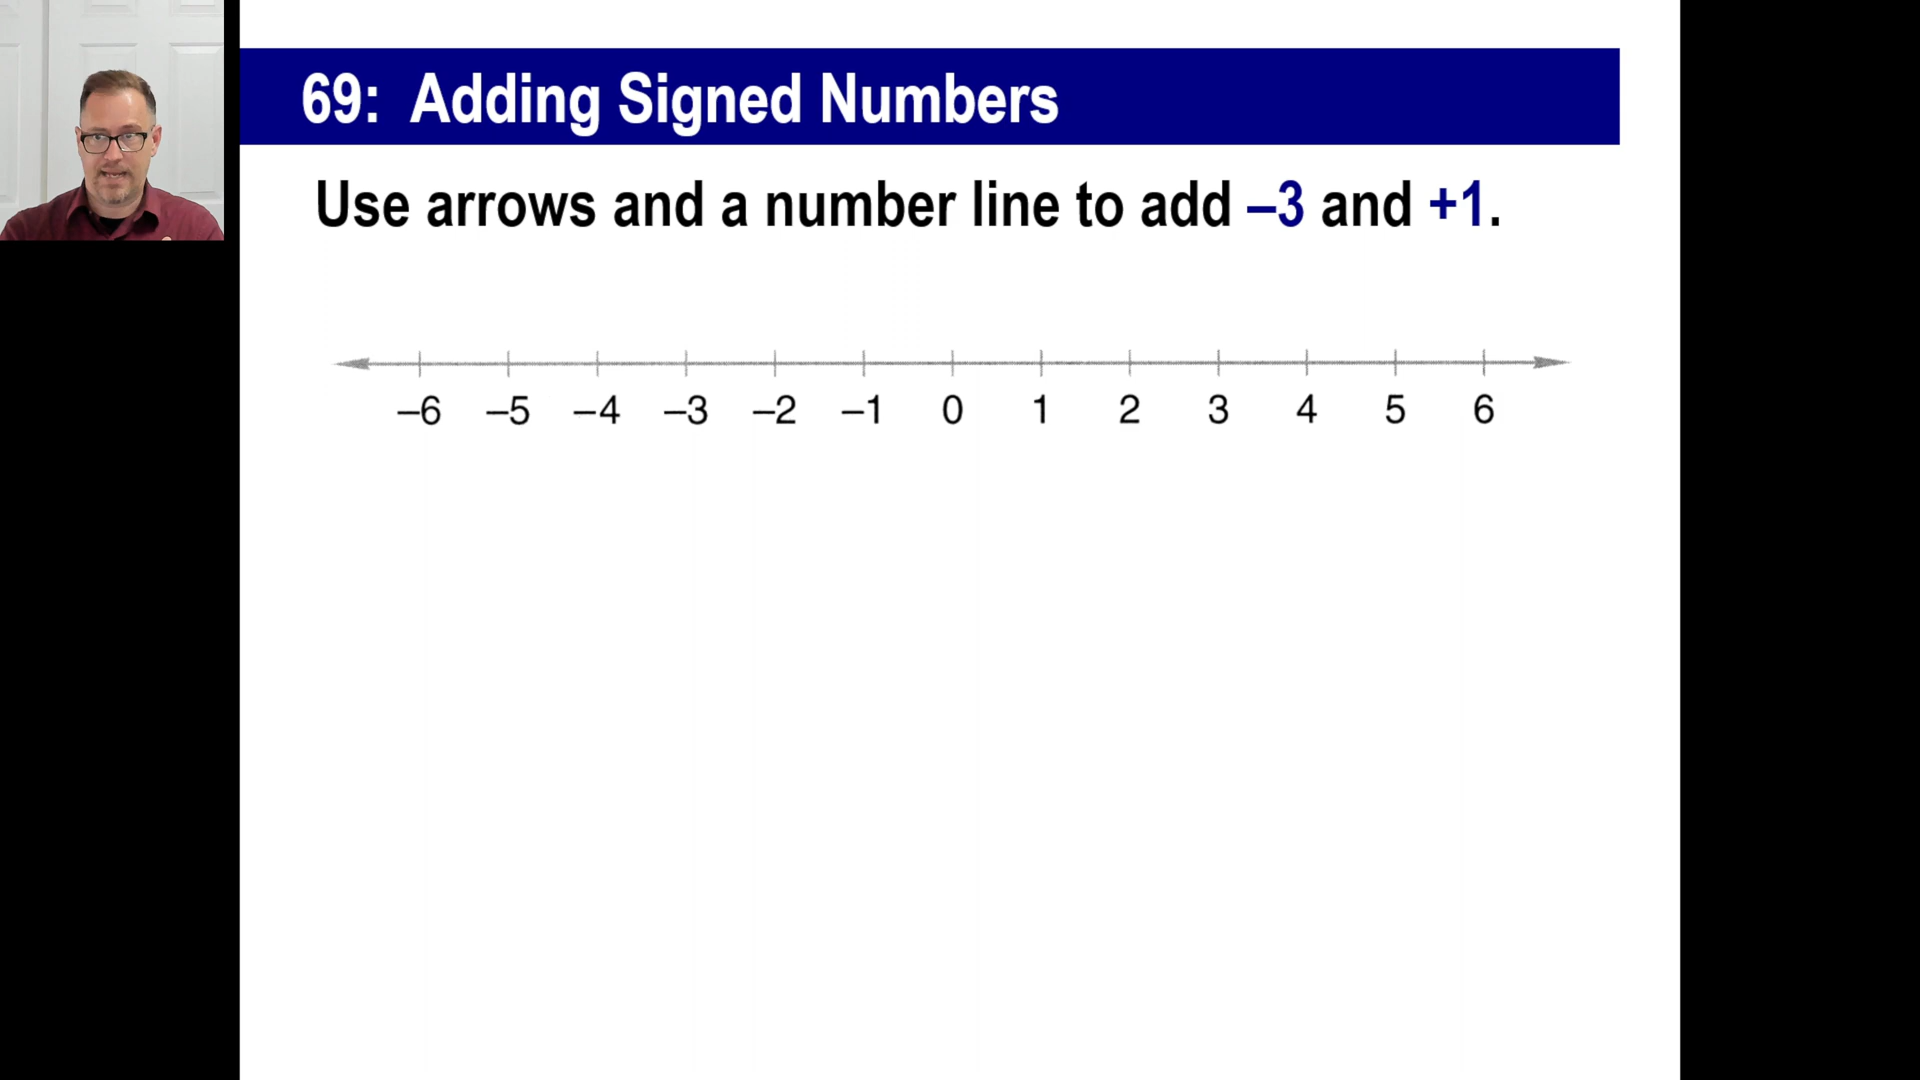 69: Adding Signed Numbers
Use arrows and a number line to add –3 and +1.
–6 –5 –4 –3 –2 –1 0 1 2 3 4 5 6